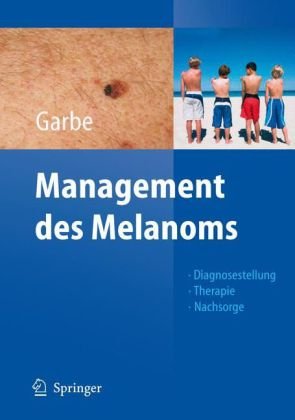 Garbe
Management
des Melanoms
· Diagnosestellung
· Therapie
· Nachsorge
Springer